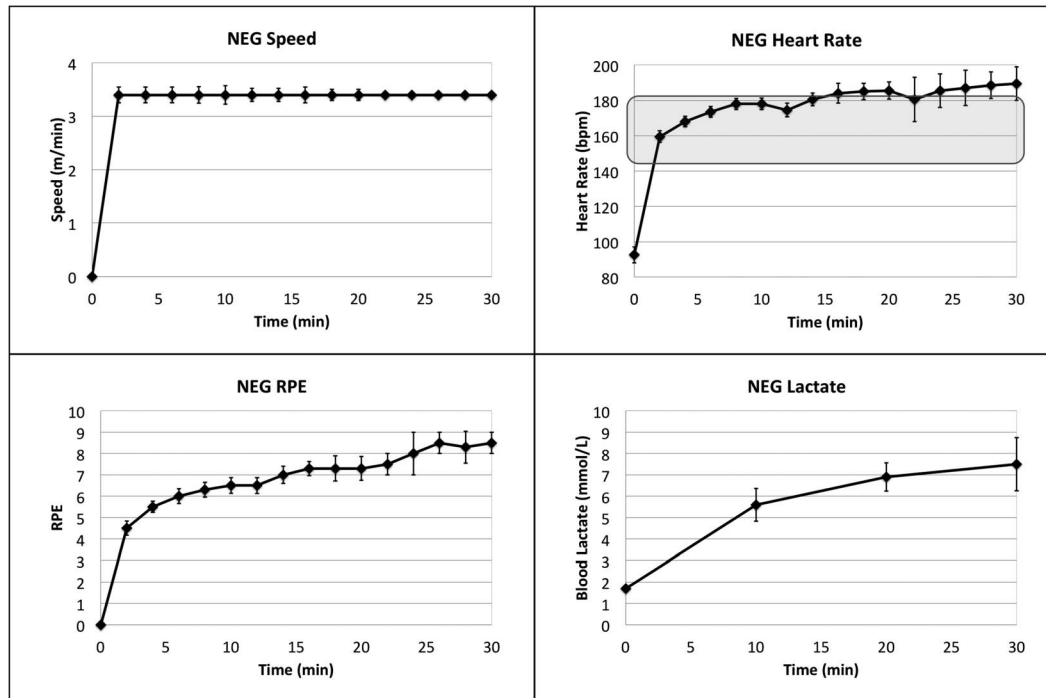 NEG Speed
4
3
2
1
0
Speed (m/min)
0 5 10 15 20 25 30
Time (min)
NEG Heart Rate
200
180
160
140
120
100
80
Heart Rate (bpm)
0 5 10 15 20 25 30
Time (min)
NEG RPE
10
9
8
7
6
5
4
3
2
1
0
RPE
0 5 10 15 20 25 30
Time (min)
NEG Lactate
10
9
8
7
6
5
4
3
2
1
0
Blood Lactate (mmol/L)
0 10 20 30
Time (min)